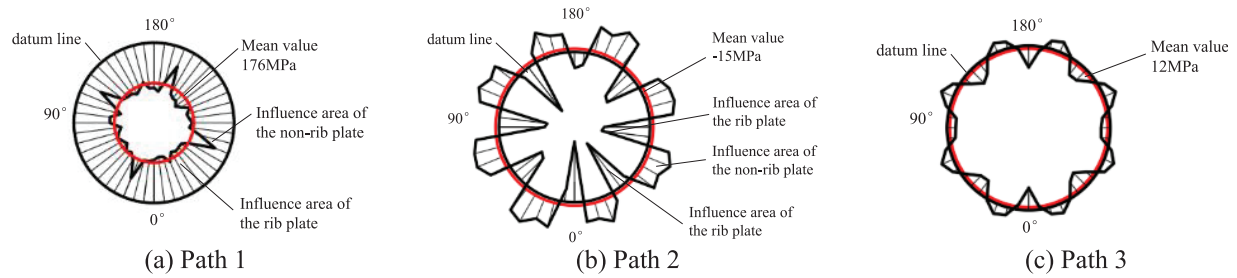 180°
datum line
Mean value
176MPa
90°
Influence area of
the non-rib plate
Influence area of
the rib plate
0°
(a) Path 1
180°
datum line
Mean value
-15MPa
90°
Influence area of
the rib plate
Influence area of
the non-rib plate
Influence area of
the rib plate
0°
(b) Path 2
180°
datum line
Mean value
12MPa
90°
0°
(c) Path 3